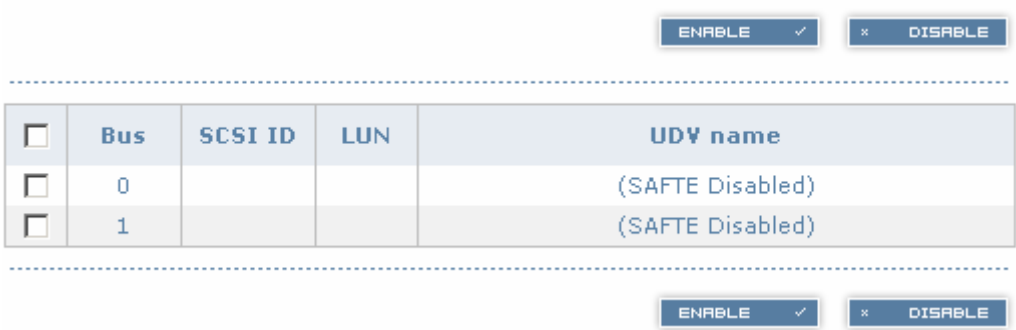 ENABLE ✓ × DISABLE
Bus SCSI ID LUN UDV name
0 (SAFTE Disabled)
1 (SAFTE Disabled)
ENABLE ✓ × DISABLE